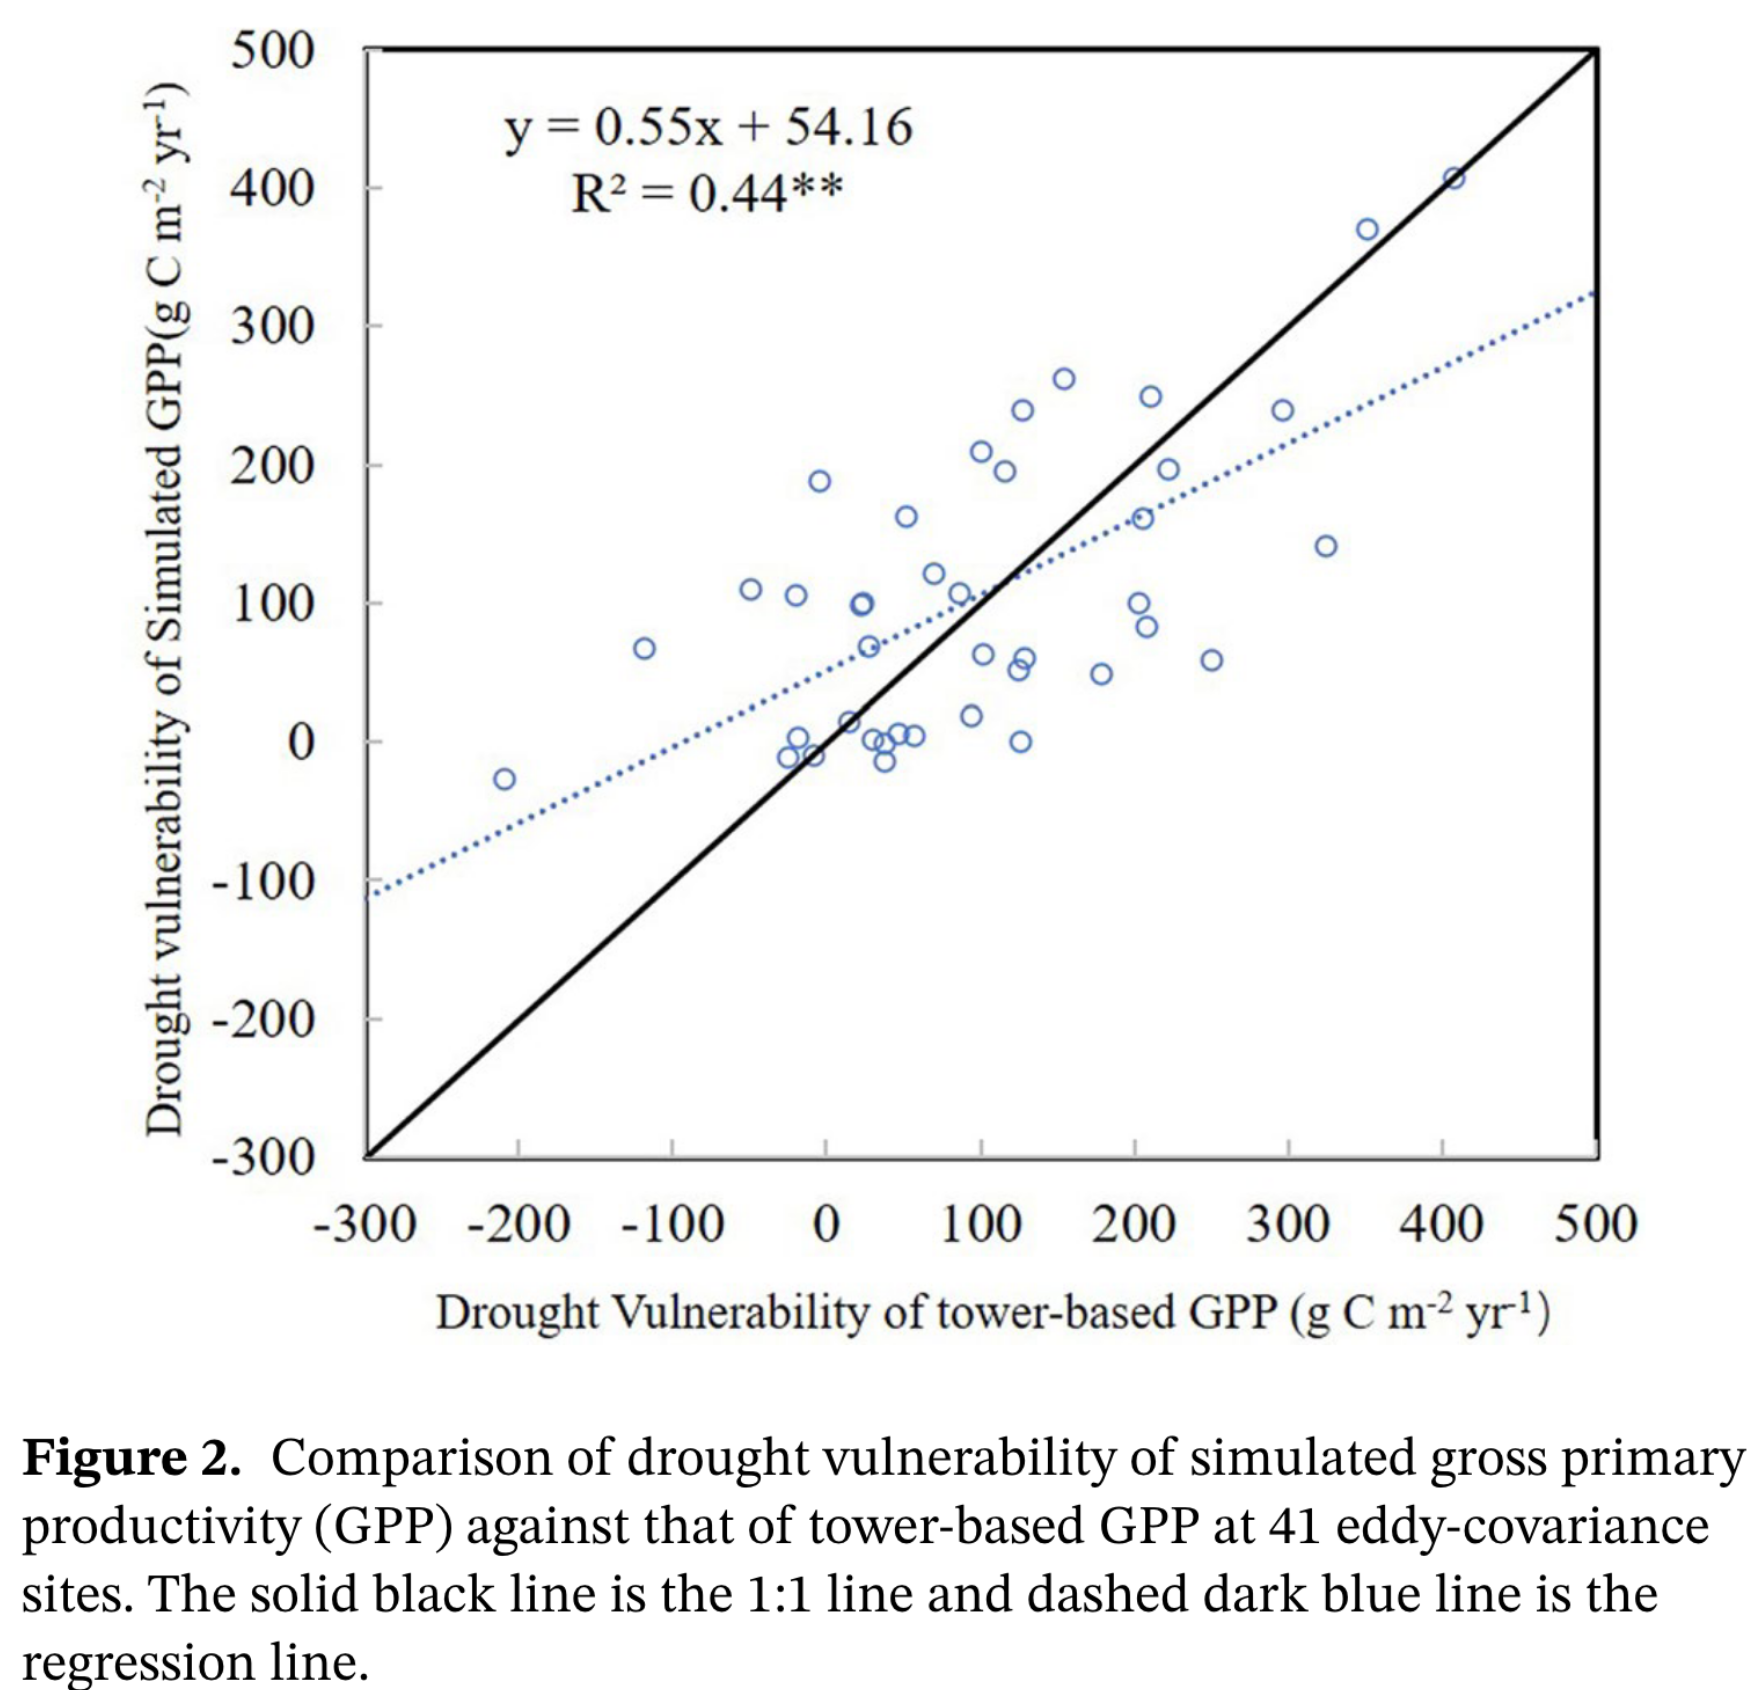 500
y = 0.55x + 54.16
R² = 0.44**
400
300
200
100
0
-100
-200
-300
Drought vulnerability of Simulated GPP(g C m⁻² yr⁻¹)
-300 -200 -100 0 100 200 300 400 500
Drought Vulnerability of tower-based GPP (g C m⁻² yr⁻¹)
Figure 2. Comparison of drought vulnerability of simulated gross primary
productivity (GPP) against that of tower-based GPP at 41 eddy-covariance
sites. The solid black line is the 1:1 line and dashed dark blue line is the
regression line.